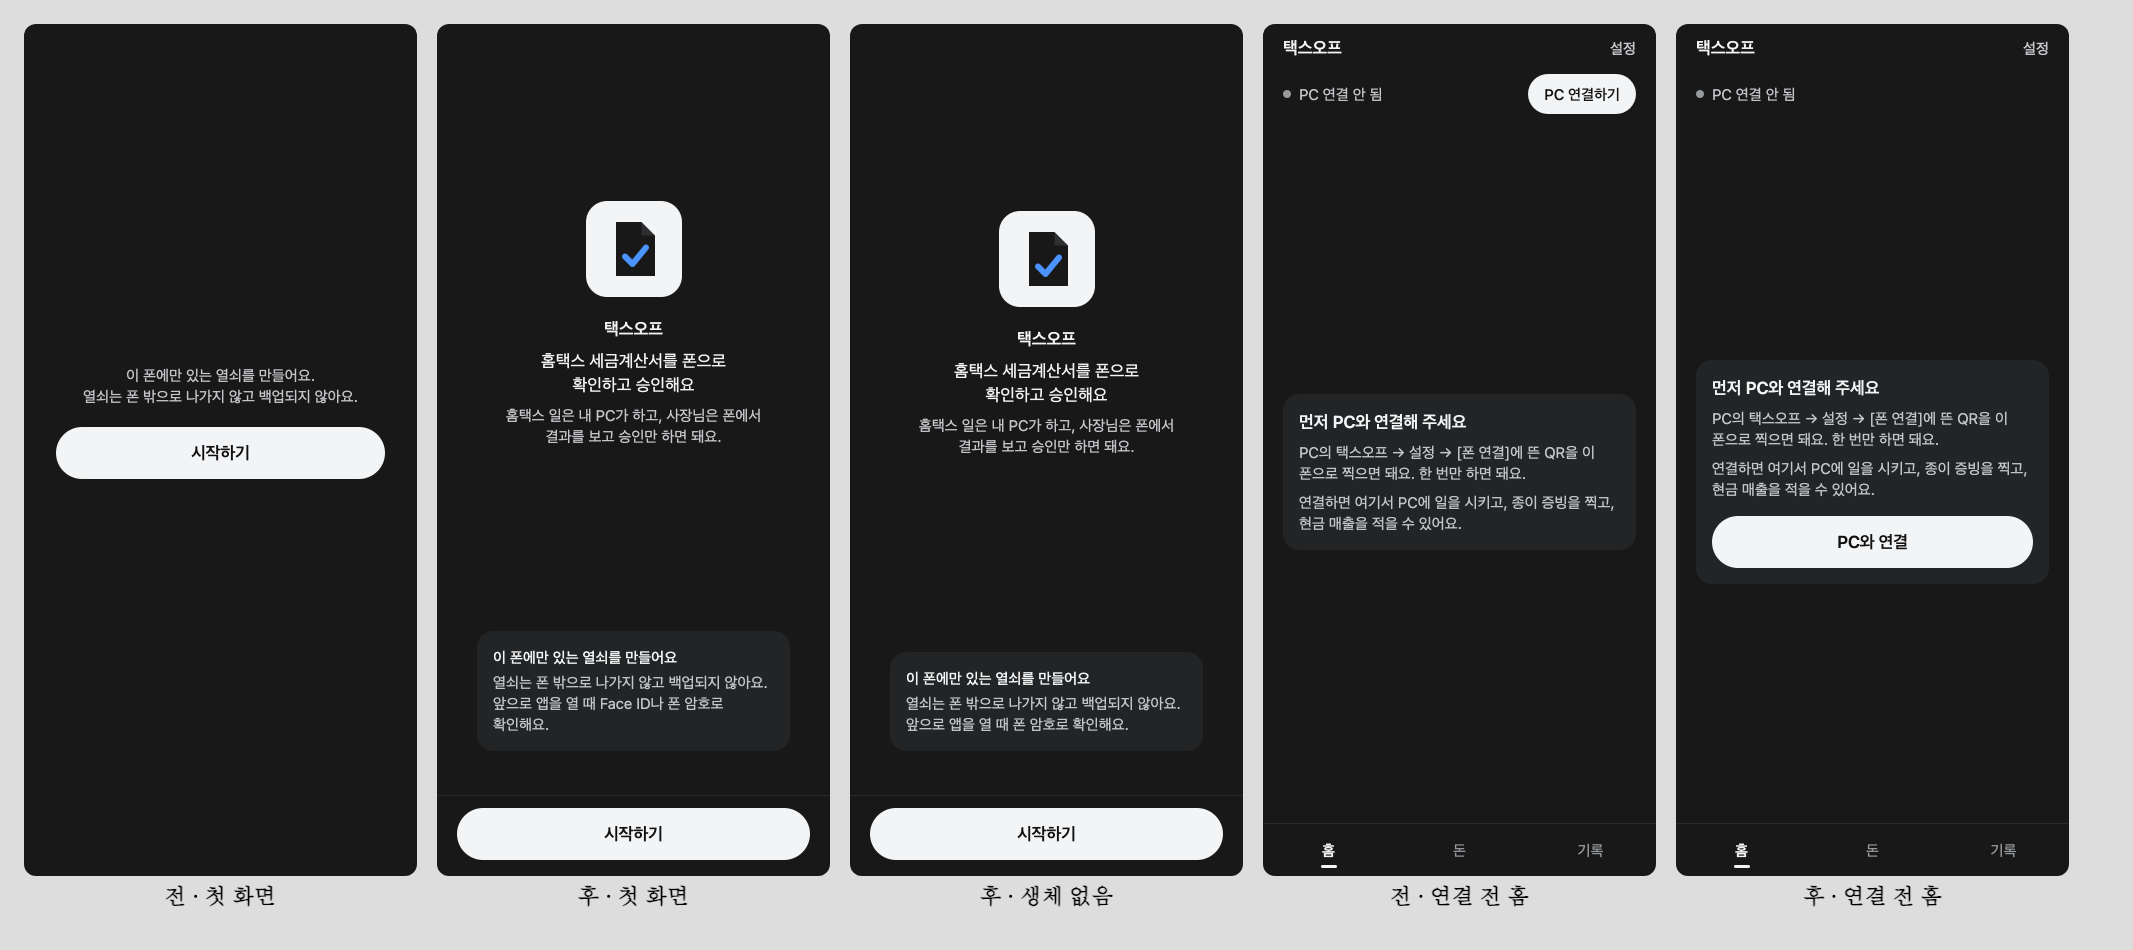 이 폰에만 있는 열쇠를 만들어요.
열쇠는 폰 밖으로 나가지 않고 백업되지 않아요.
시작하기
전 · 첫 화면
택스오프
홈택스 세금계산서를 폰으로
확인하고 승인해요
홈택스 일은 내 PC가 하고, 사장님은 폰에서
결과를 보고 승인만 하면 돼요.
이 폰에만 있는 열쇠를 만들어요
열쇠는 폰 밖으로 나가지 않고 백업되지 않아요.
앞으로 앱을 열 때 Face ID나 폰 암호로
확인해요.
시작하기
후 · 첫 화면
택스오프
홈택스 세금계산서를 폰으로
확인하고 승인해요
홈택스 일은 내 PC가 하고, 사장님은 폰에서
결과를 보고 승인만 하면 돼요.
이 폰에만 있는 열쇠를 만들어요
열쇠는 폰 밖으로 나가지 않고 백업되지 않아요.
앞으로 앱을 열 때 폰 암호로 확인해요.
시작하기
후 · 생체 없음
택스오프 설정
PC 연결 안 됨 PC 연결하기
먼저 PC와 연결해 주세요
PC의 택스오프 → 설정 → [폰 연결]에 뜬 QR을 이
폰으로 찍으면 돼요. 한 번만 하면 돼요.
연결하면 여기서 PC에 일을 시키고, 종이 증빙을 찍고,
현금 매출을 적을 수 있어요.
홈 돈 기록
전 · 연결 전 홈
택스오프 설정
PC 연결 안 됨
먼저 PC와 연결해 주세요
PC의 택스오프 → 설정 → [폰 연결]에 뜬 QR을 이
폰으로 찍으면 돼요. 한 번만 하면 돼요.
연결하면 여기서 PC에 일을 시키고, 종이 증빙을 찍고,
현금 매출을 적을 수 있어요.
PC와 연결
홈 돈 기록
후 · 연결 전 홈